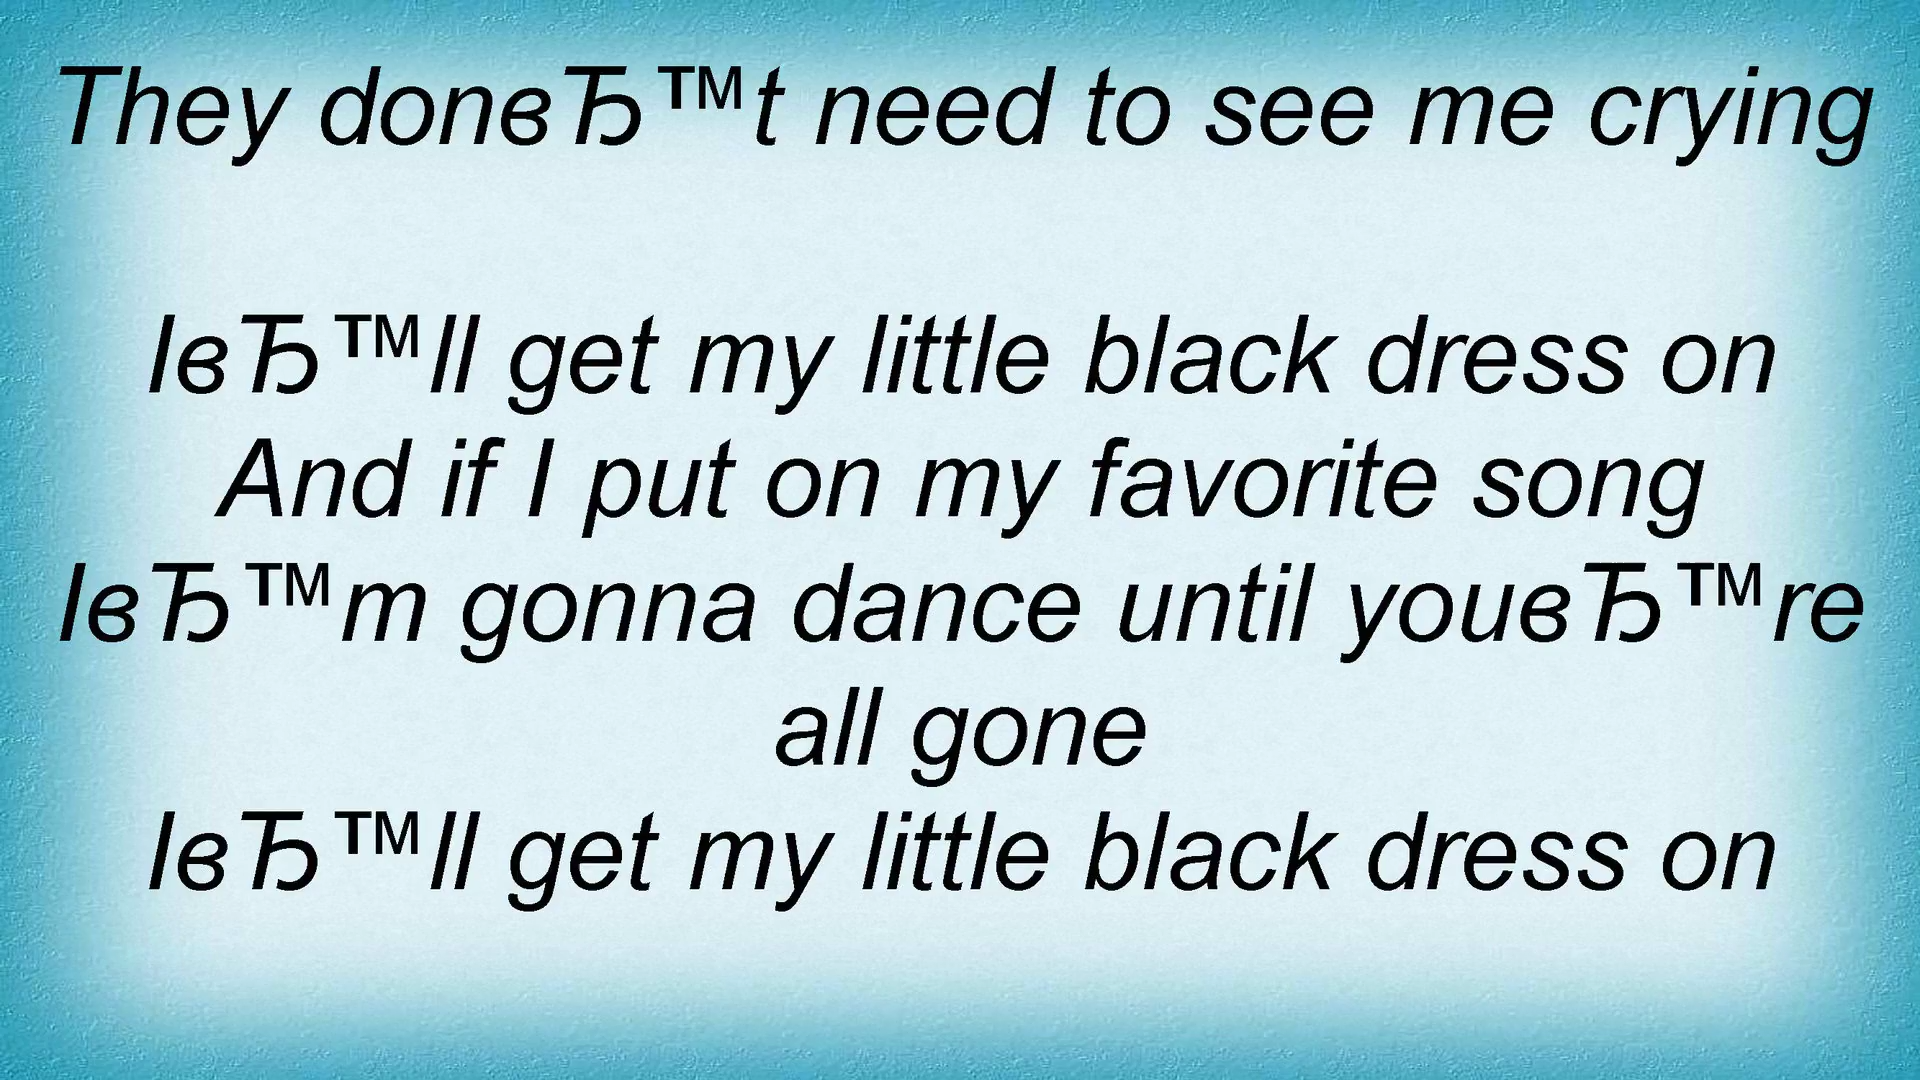 They donвЂ™t need to see me crying
IвЂ™ll get my little black dress on
And if I put on my favorite song
IвЂ™m gonna dance until youвЂ™re
all gone
IвЂ™ll get my little black dress on